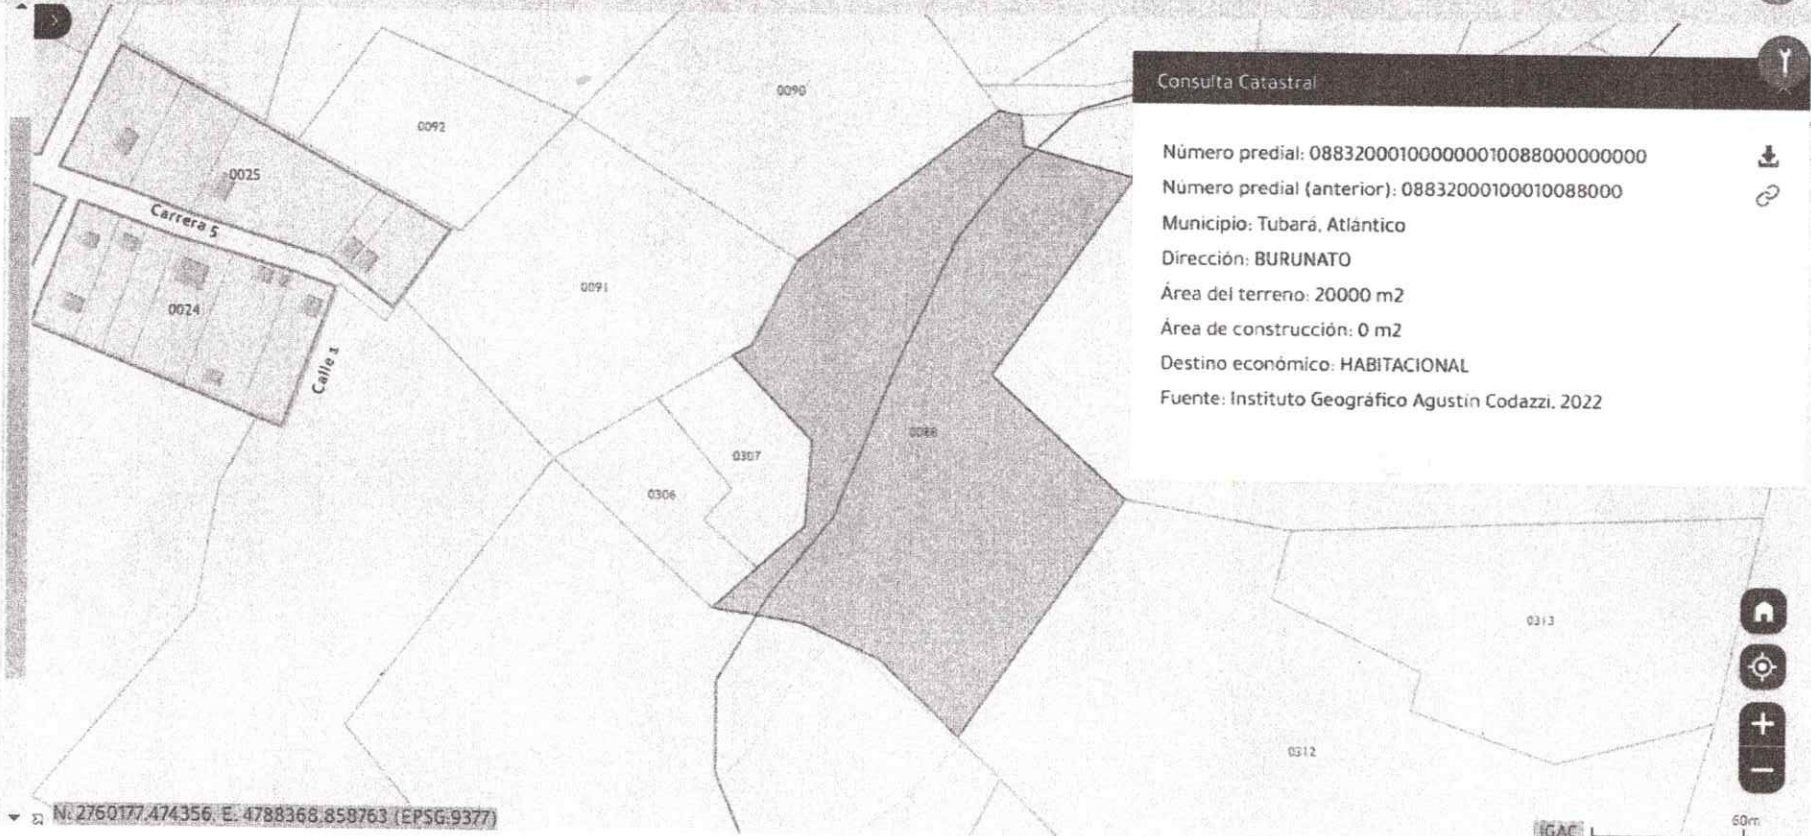 Consulta Catastral
Número predial: 088320001000000010088000000000
Número predial (anterior): 08832000100010088000
Municipio: Tubará, Atlántico
Dirección: BURUNATO
Área del terreno: 20000 m2
Área de construcción: 0 m2
Destino económico: HABITACIONAL
Fuente: Instituto Geográfico Agustín Codazzi, 2022
0090
0092
0025
Carrera 5
0091
0024
Calle 1
0088
0307
0306
0313
0312
N: 2760177.474356, E: 4788368.858763 (EPSG:9377)
IGAC
60m